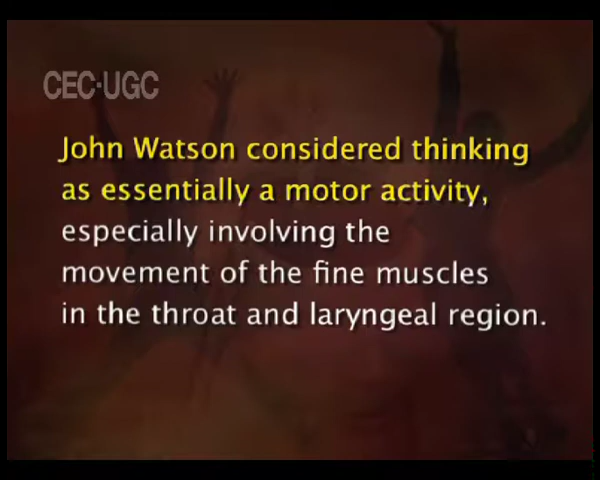 CEC-UGC
John Watson considered thinking
as essentially a motor activity,
especially involving the
movement of the fine muscles
in the throat and laryngeal region.